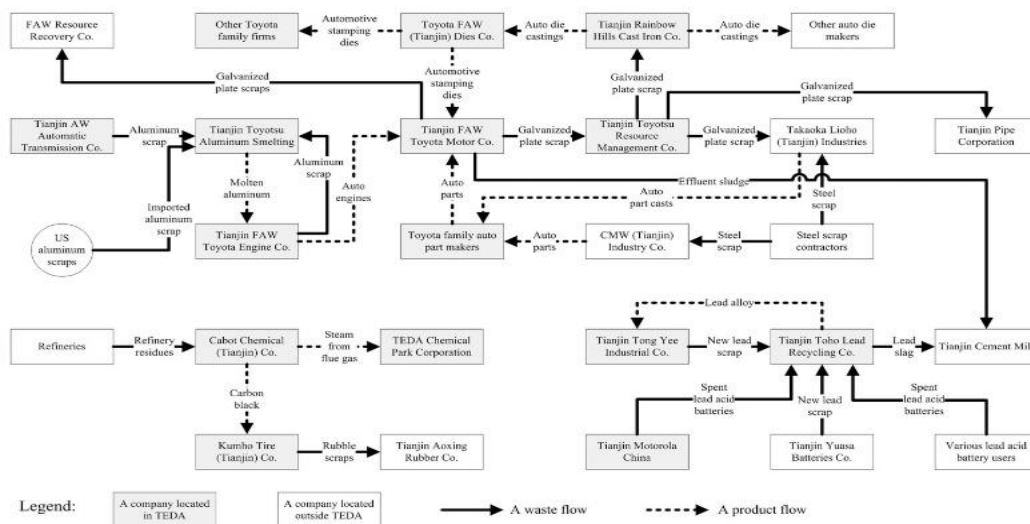 FAW Resource
Recovery Co.
Other Toyota
family firms
Automotive
stamping
dies
Toyota FAW
(Tianjin) Dies Co.
Auto die
castings
Tianjin Rainbow
Hills Cast Iron Co.
Auto die
castings
Other auto die
makers
Galvanized
plate scraps
Automotive
stamping
dies
Galvanized
plate scrap
Galvanized
plate scrap
Tianjin AW
Automatic
Transmission Co.
Aluminum
scrap
Tianjin Toyotsu
Aluminum Smelting
Aluminum
scrap
Tianjin FAW
Toyota Motor Co.
Galvanized
plate scrap
Tianjin Toyotsu
Resource
Management Co.
Galvanized
plate scrap
Takaoka Lioho
(Tianjin) Industries
Tianjin Pipe
Corporation
Imported
aluminum scrap
Molten
aluminum
Auto
engines
Auto
parts
Effluent sludge
Auto
part casts
Steel
scrap
US
aluminum
scraps
Tianjin FAW
Toyota Engine Co.
Toyota family auto
part makers
Auto
parts
CMW (Tianjin)
Industry Co.
Steel
scrap
Steel scrap
contractors
Lead alloy
Refineries
Refinery
residues
Cabot Chemical
(Tianjin) Co.
Steam
from
flue gas
TEDA Chemical
Park Corporation
Tianjin Tong Yee
Industrial Co.
New lead
scrap
Tianjin Toho Lead
Recycling Co.
Lead
slag
Tianjin Cement Mill
Carbon
black
Spent
lead acid
batteries
New lead
scrap
Spent
lead acid
batteries
Kumho Tire
(Tianjin) Co.
Rubble
scraps
Tianjin Aoxing
Rubber Co.
Tianjin Motorola
China
Tianjin Yuasa
Batteries Co.
Various lead acid
battery users
Legend:
A company located
in TEDA
A company located
outside TEDA
A waste flow
A product flow